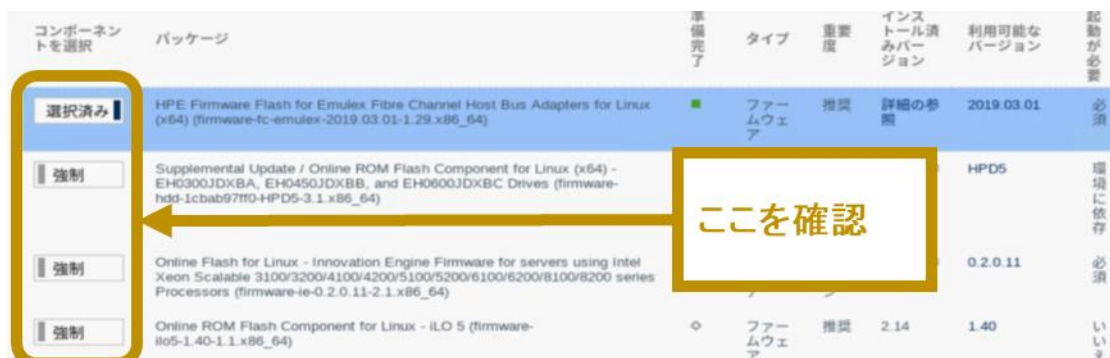 コンポーネントを選択
パッケージ
準備完了
タイプ
重要度
インストール済みバージョン
利用可能なバージョン
起動が必要
選択済み
HPE Firmware Flash for Emulex Fibre Channel Host Bus Adapters for Linux
(x64) (firmware-fc-emulex-2019.03.01-1.29.x86_64)
ファームウェア
推奨
詳細の参照
2019.03.01
必須
強制
Supplemental Update / Online ROM Flash Component for Linux (x64) -
EH0300JDXBA, EH0450JDXBB, and EH0600JDXBC Drives (firmware-
hdd-1cbab97ff0-HPD5-3.1.x86_64)
HPD5
環境に依存
ここを確認
強制
Online Flash for Linux - Innovation Engine Firmware for servers using Intel
Xeon Scalable 3100/3200/4100/4200/5100/5200/6100/6200/8100/8200 series
Processors (firmware-ie-0.2.0.11-2.1.x86_64)
0.2.0.11
必須
強制
Online ROM Flash Component for Linux - iLO 5 (firmware-
ilo5-1.40-1.1.x86_64)
ファームウェア
推奨
2.14
1.40
いいえ